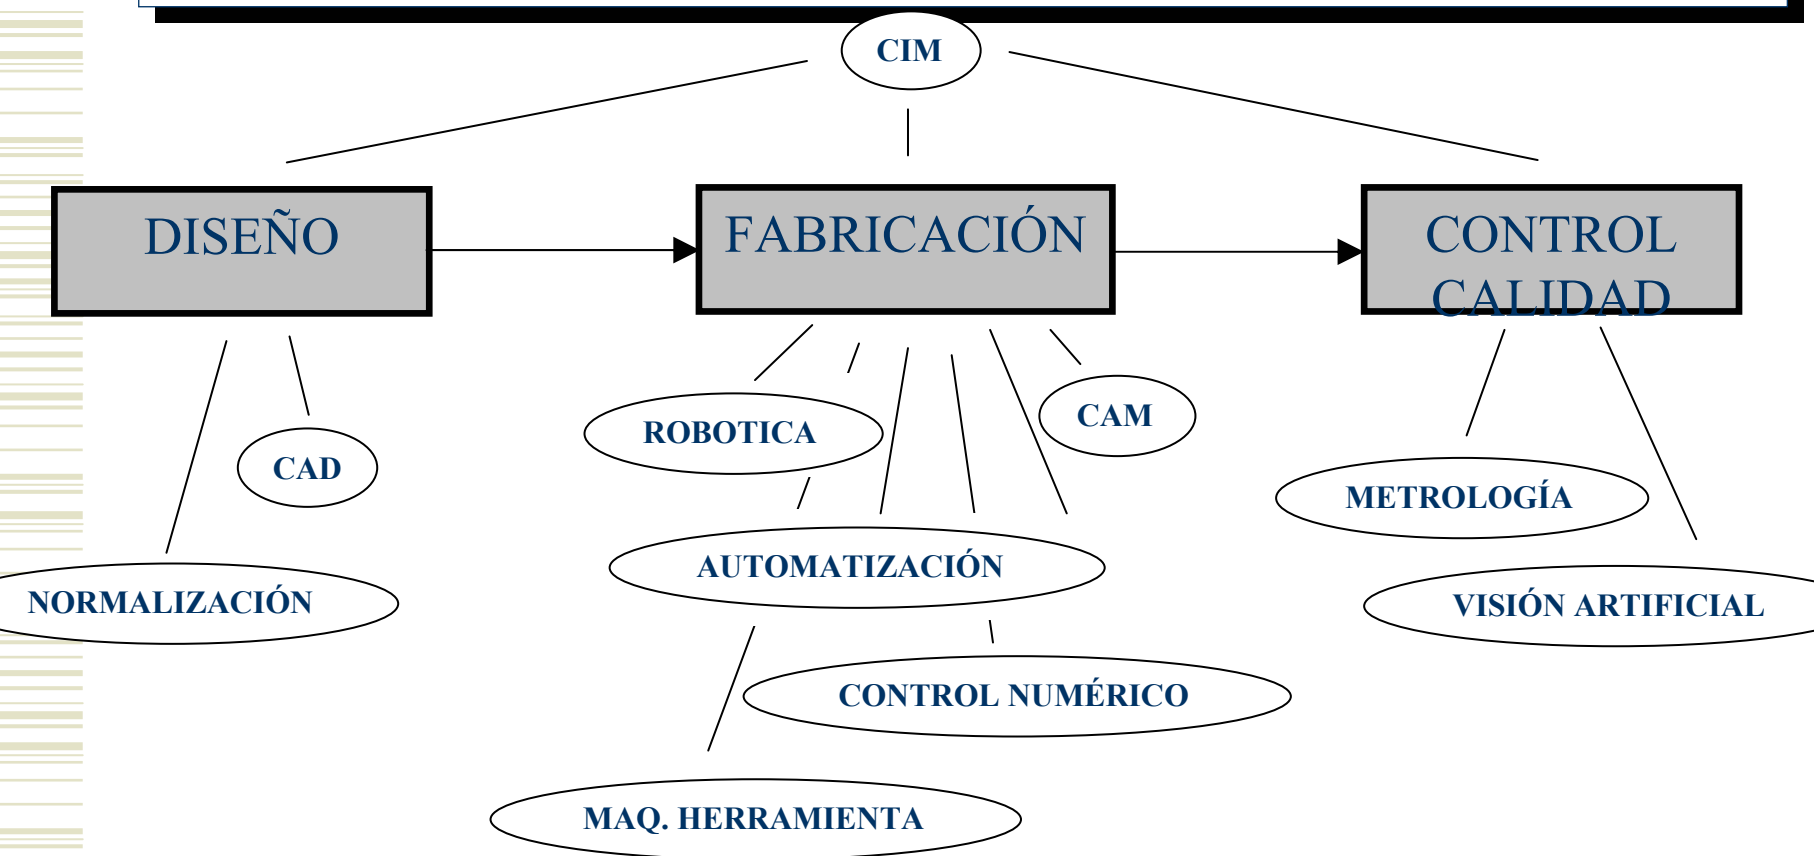 CIM
DISEÑO
FABRICACIÓN
CONTROL
CALIDAD
ROBOTICA
CAM
CAD
METROLOGÍA
AUTOMATIZACIÓN
NORMALIZACIÓN
VISIÓN ARTIFICIAL
CONTROL NUMÉRICO
MAQ. HERRAMIENTA